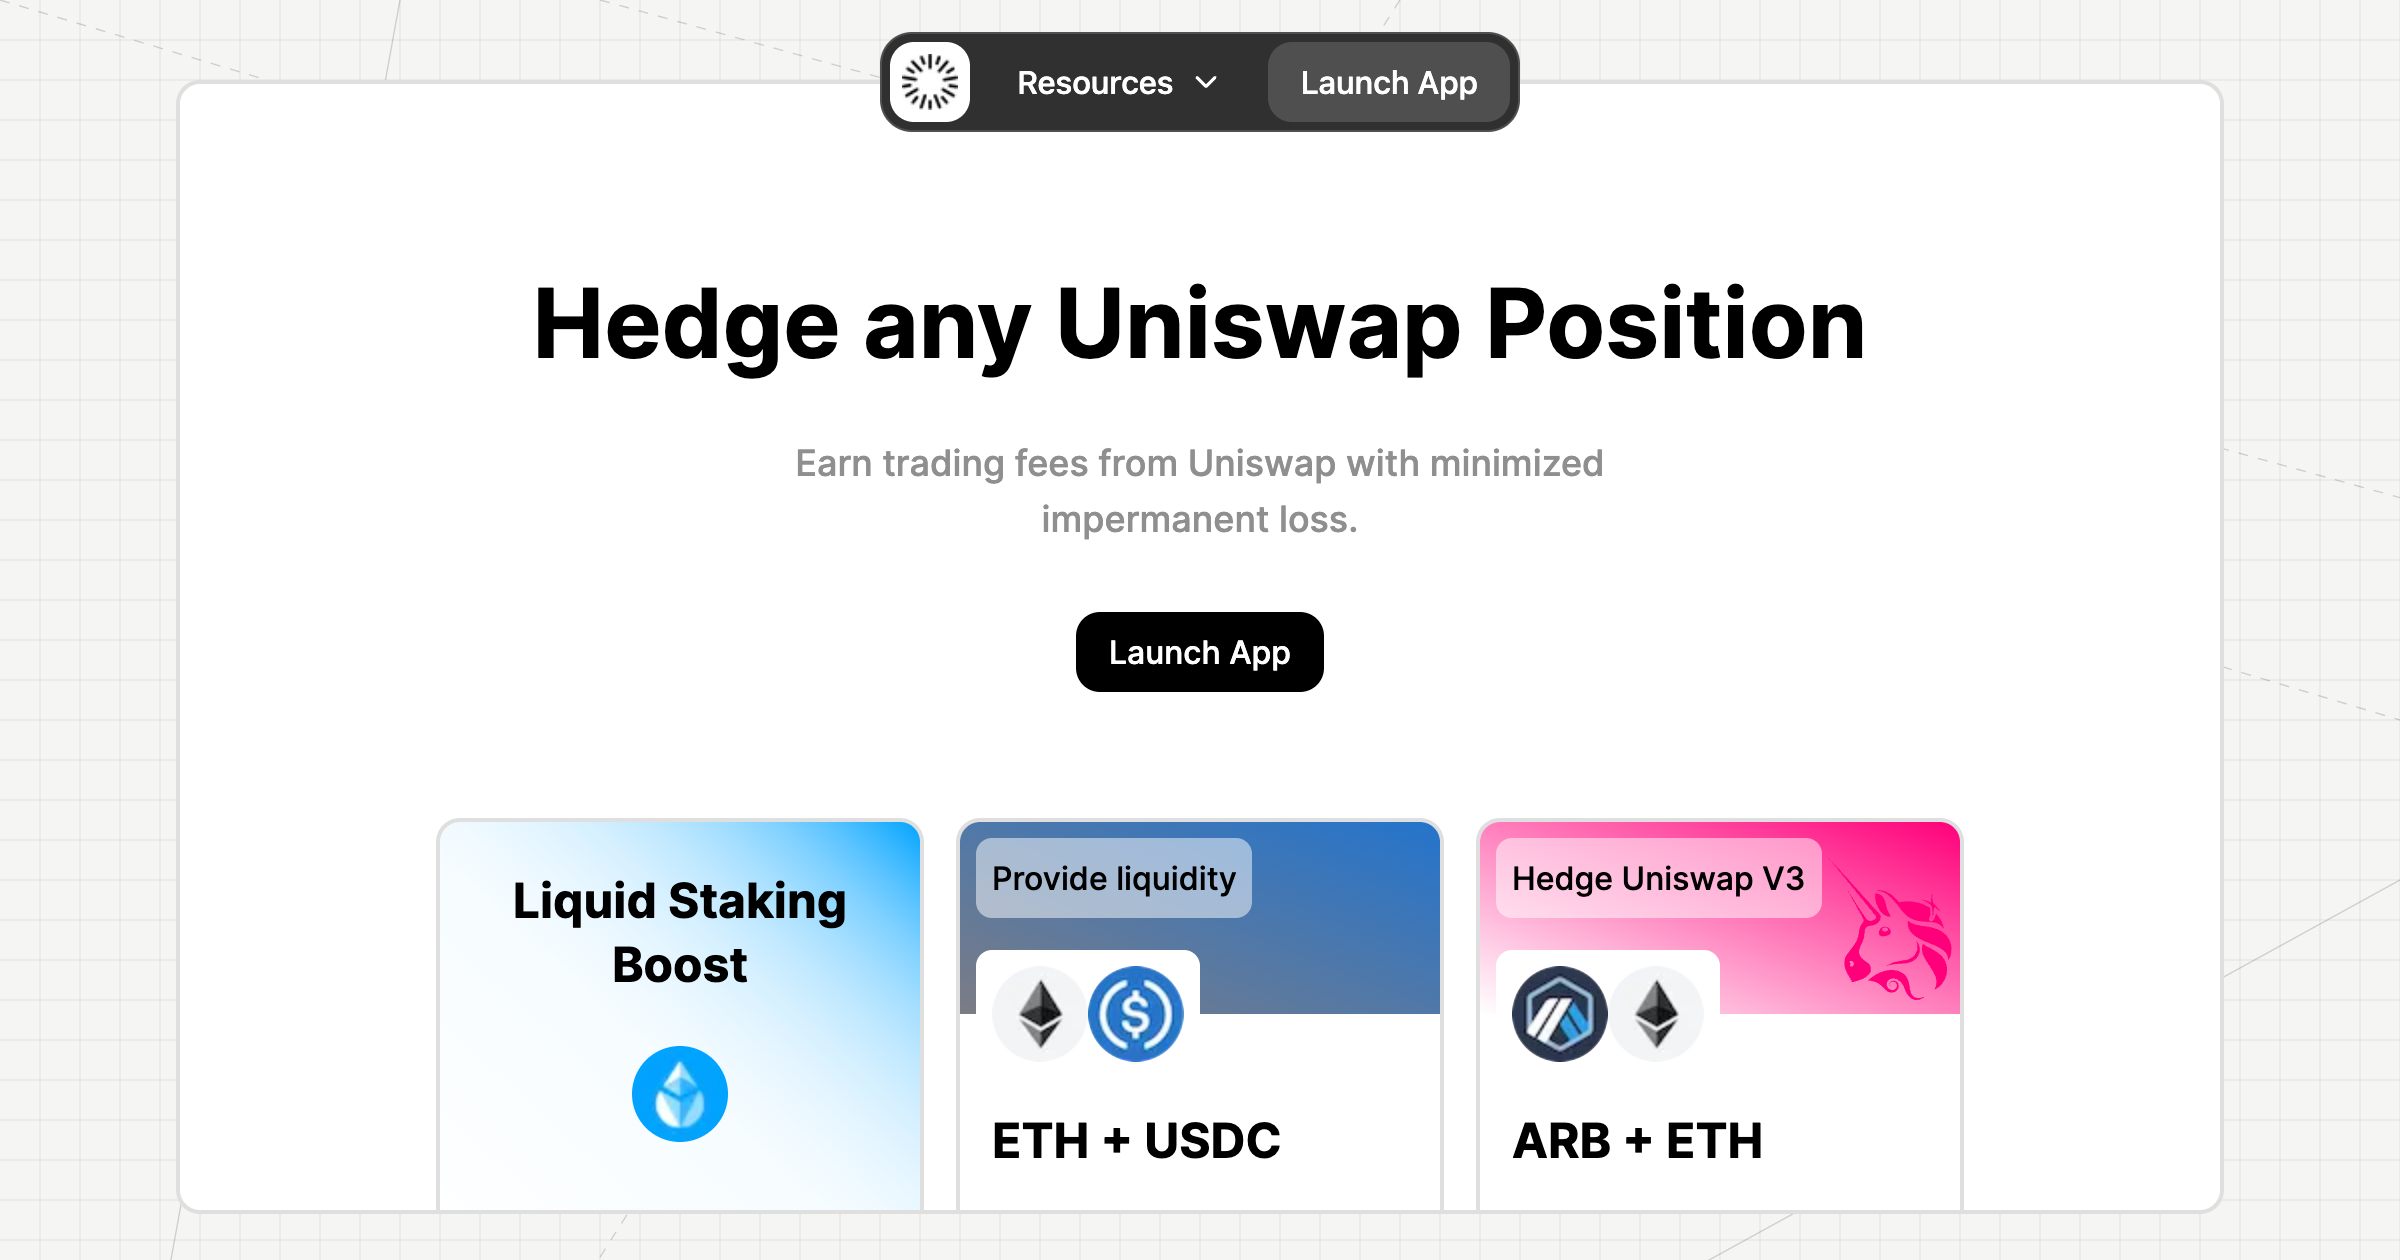 Resources
Launch App
Hedge any Uniswap Position
Earn trading fees from Uniswap with minimized
impermanent loss.
Launch App
Liquid Staking
Boost
Provide liquidity
ETH + USDC
Hedge Uniswap V3
ARB + ETH